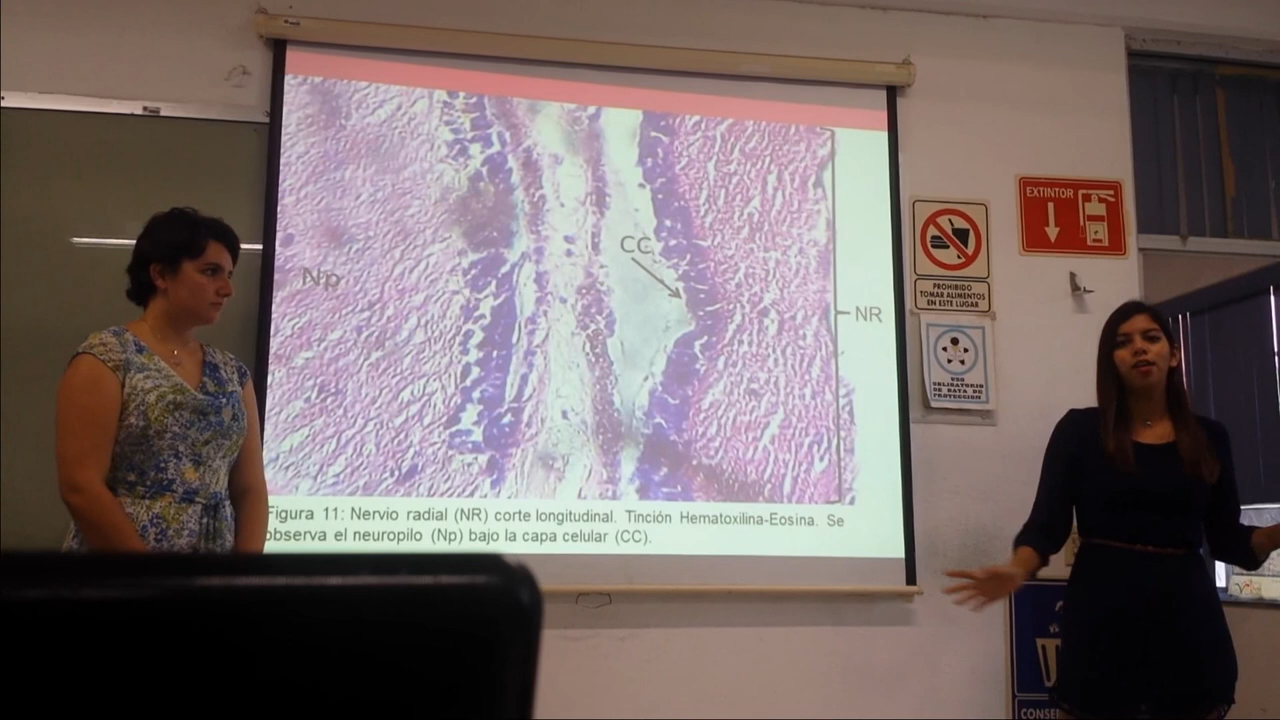 CC
Np
NR
Figura 11: Nervio radial (NR) corte longitudinal. Tinción Hematoxilina-Eosina. Se
observa el neuropilo (Np) bajo la capa celular (CC).
EXTINTOR
PROHIBIDO
TOMAR ALIMENTOS
EN ESTE LUGAR
USO
OBLIGATORIO
DE BATA DE
PROTECCION
CONSE